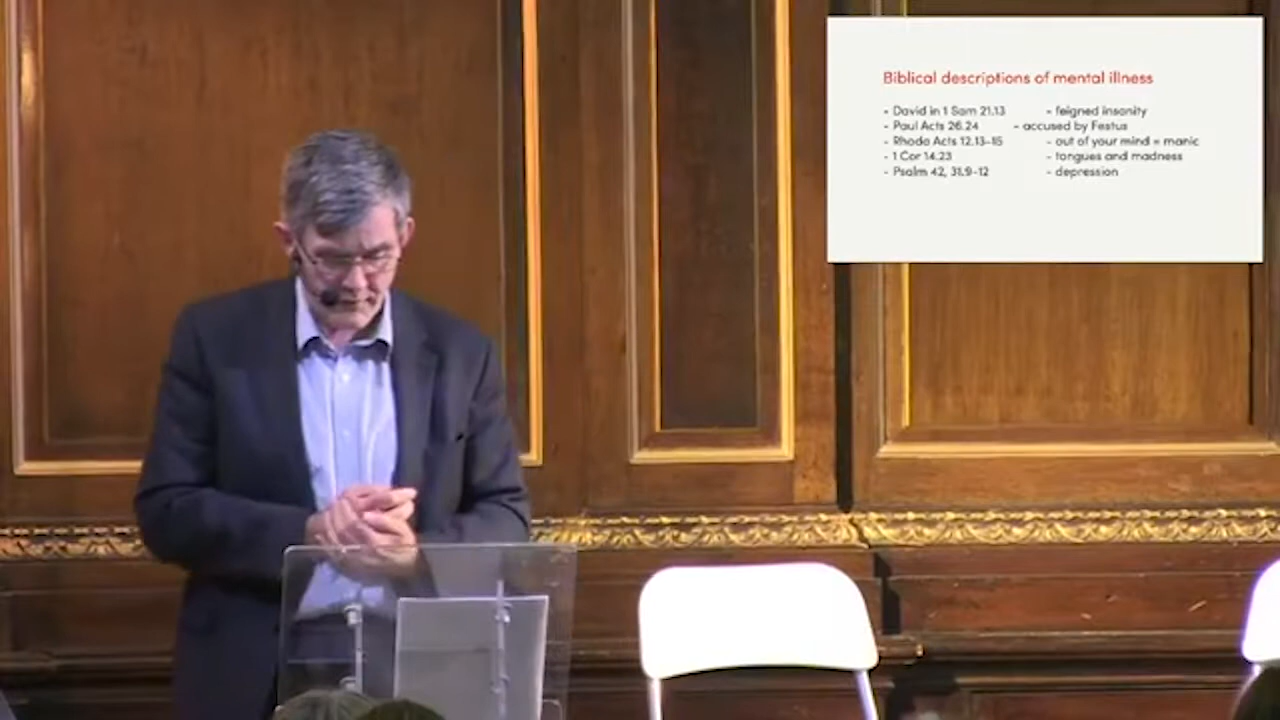 Biblical descriptions of mental illness
- David in 1 Sam 21.13 - feigned insanity
- Paul Acts 26.24 - accused by Festus
- Rhoda Acts 12.13-15 - out of your mind = manic
- 1 Cor 14.23 - tongues and madness
- Psalm 42, 31.9-12 - depression